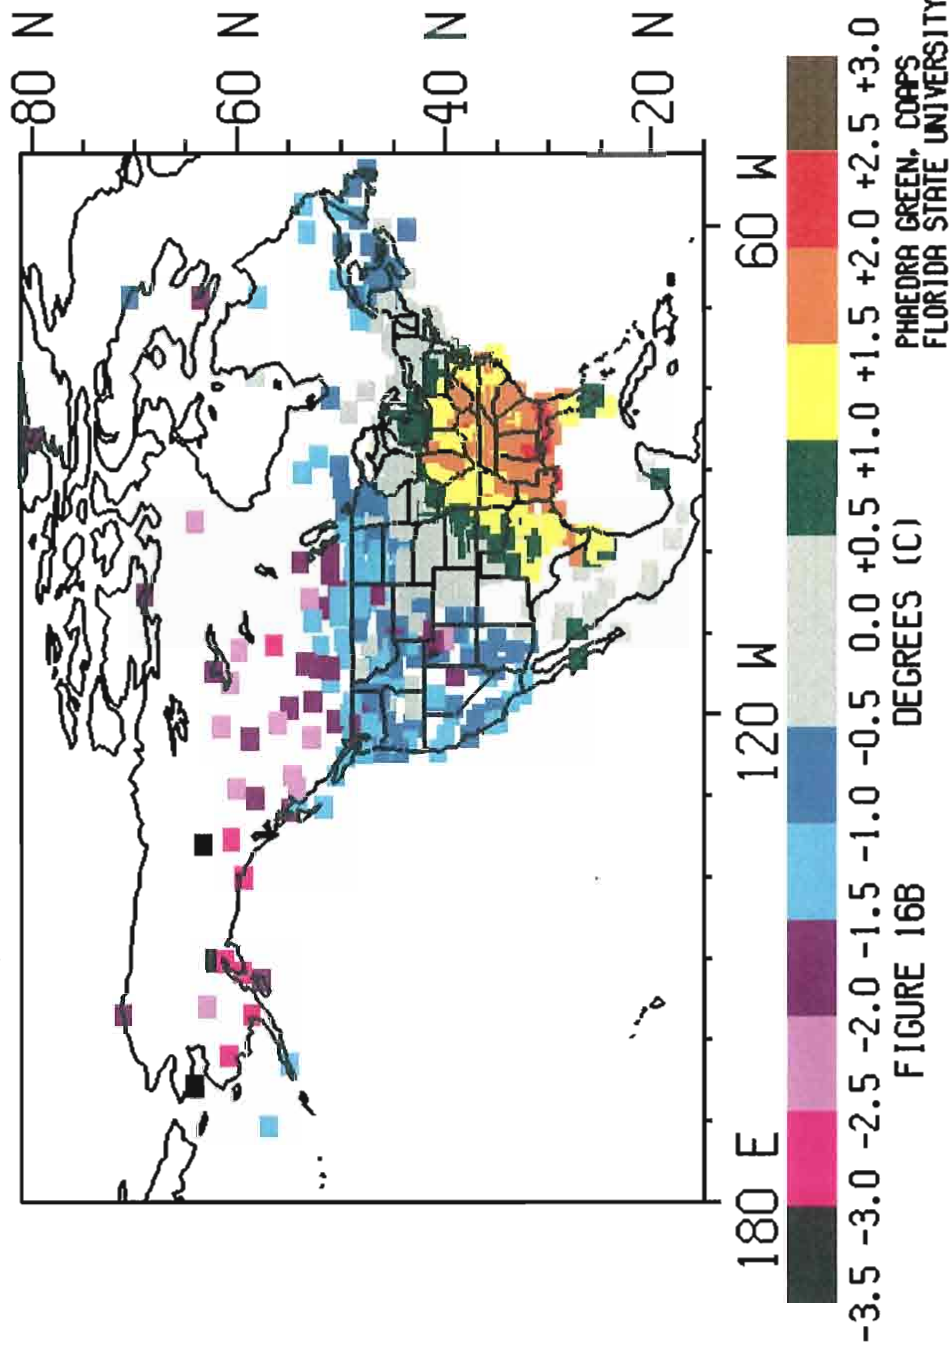 80 N
60 N
40 N
20 N
180 E
120 W
60 W
-3.5 -3.0 -2.5 -2.0 -1.5 -1.0 -0.5 0.0 +0.5 +1.0 +1.5 +2.0 +2.5 +3.0
FIGURE 16B
DEGREES (C)
PHAEDRA GREEN, COAPS
FLORIDA STATE UNIVERSITY